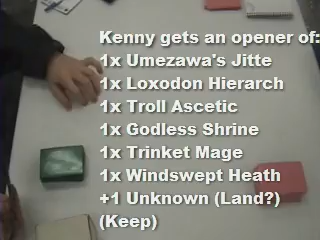 Kenny gets an opener of:
1x Umezawa's Jitte
1x Loxodon Hierarch
1x Troll Ascetic
1x Godless Shrine
1x Trinket Mage
1x Windswept Heath
+1 Unknown (Land?)
(Keep)